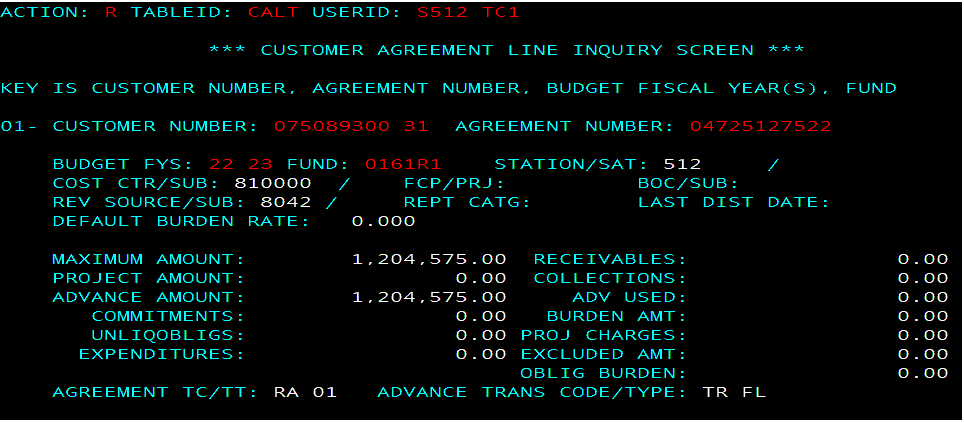 ACTION: R TABLEID: CALT USERID: S512 TC1
*** CUSTOMER AGREEMENT LINE INQUIRY SCREEN ***
KEY IS CUSTOMER NUMBER, AGREEMENT NUMBER, BUDGET FISCAL YEAR(S), FUND
01- CUSTOMER NUMBER: 075089300 31 AGREEMENT NUMBER: 04725127522
BUDGET FYS: 22 23 FUND: 0161R1 STATION/SAT: 512 /
COST CTR/SUB: 810000 / FCP/PRJ: BOC/SUB:
REV SOURCE/SUB: 8042 / REPT CATG: LAST DIST DATE:
DEFAULT BURDEN RATE: 0.000
MAXIMUM AMOUNT: 1,204,575.00 RECEIVABLES: 0.00
PROJECT AMOUNT: 0.00 COLLECTIONS: 0.00
ADVANCE AMOUNT: 1,204,575.00 ADV USED: 0.00
COMMITMENTS: 0.00 BURDEN AMT: 0.00
UNLIQOBLIGS: 0.00 PROJ CHARGES: 0.00
EXPENDITURES: 0.00 EXCLUDED AMT: 0.00
OBLIG BURDEN: 0.00
AGREEMENT TC/TT: RA 01 ADVANCE TRANS CODE/TYPE: TR FL